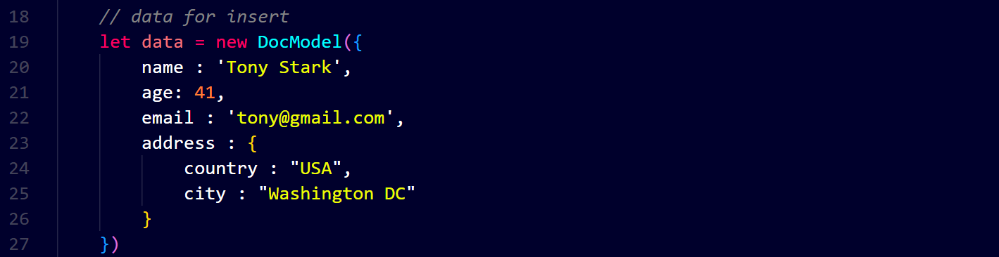 18 // data for insert
19 let data = new DocModel({
20 name : 'Tony Stark',
21 age: 41,
22 email : 'tony@gmail.com',
23 address : {
24 country : "USA",
25 city : "Washington DC"
26 }
27 })